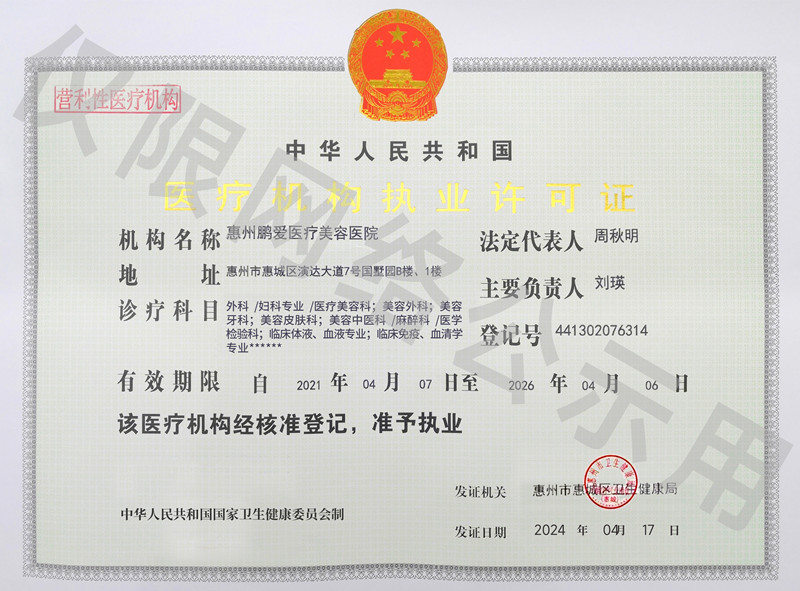 营利性医疗机构
中华人民共和国
医疗机构执业许可证
机构名称 惠州鹏爱医疗美容医院
法定代表人 周秋明
地址 惠州市惠城区演达大道7号国墅园B楼、1楼
主要负责人 刘瑛
诊疗科目 外科 /妇科专业 /医疗美容科；美容外科；美容
牙科；美容皮肤科；美容中医科 /麻醉科 /医学
检验科；临床体液、血液专业；临床免疫、血清学
专业******
登记号 441302076314
有效期限 自 2021 年 04 月 07 日至 2026 年 04 月 06 日
该医疗机构经核准登记，准予执业
发证机关 惠州市惠城区卫生健康局
中华人民共和国国家卫生健康委员会制
发证日期 2024 年 04月 17 日
仅限网络公示用